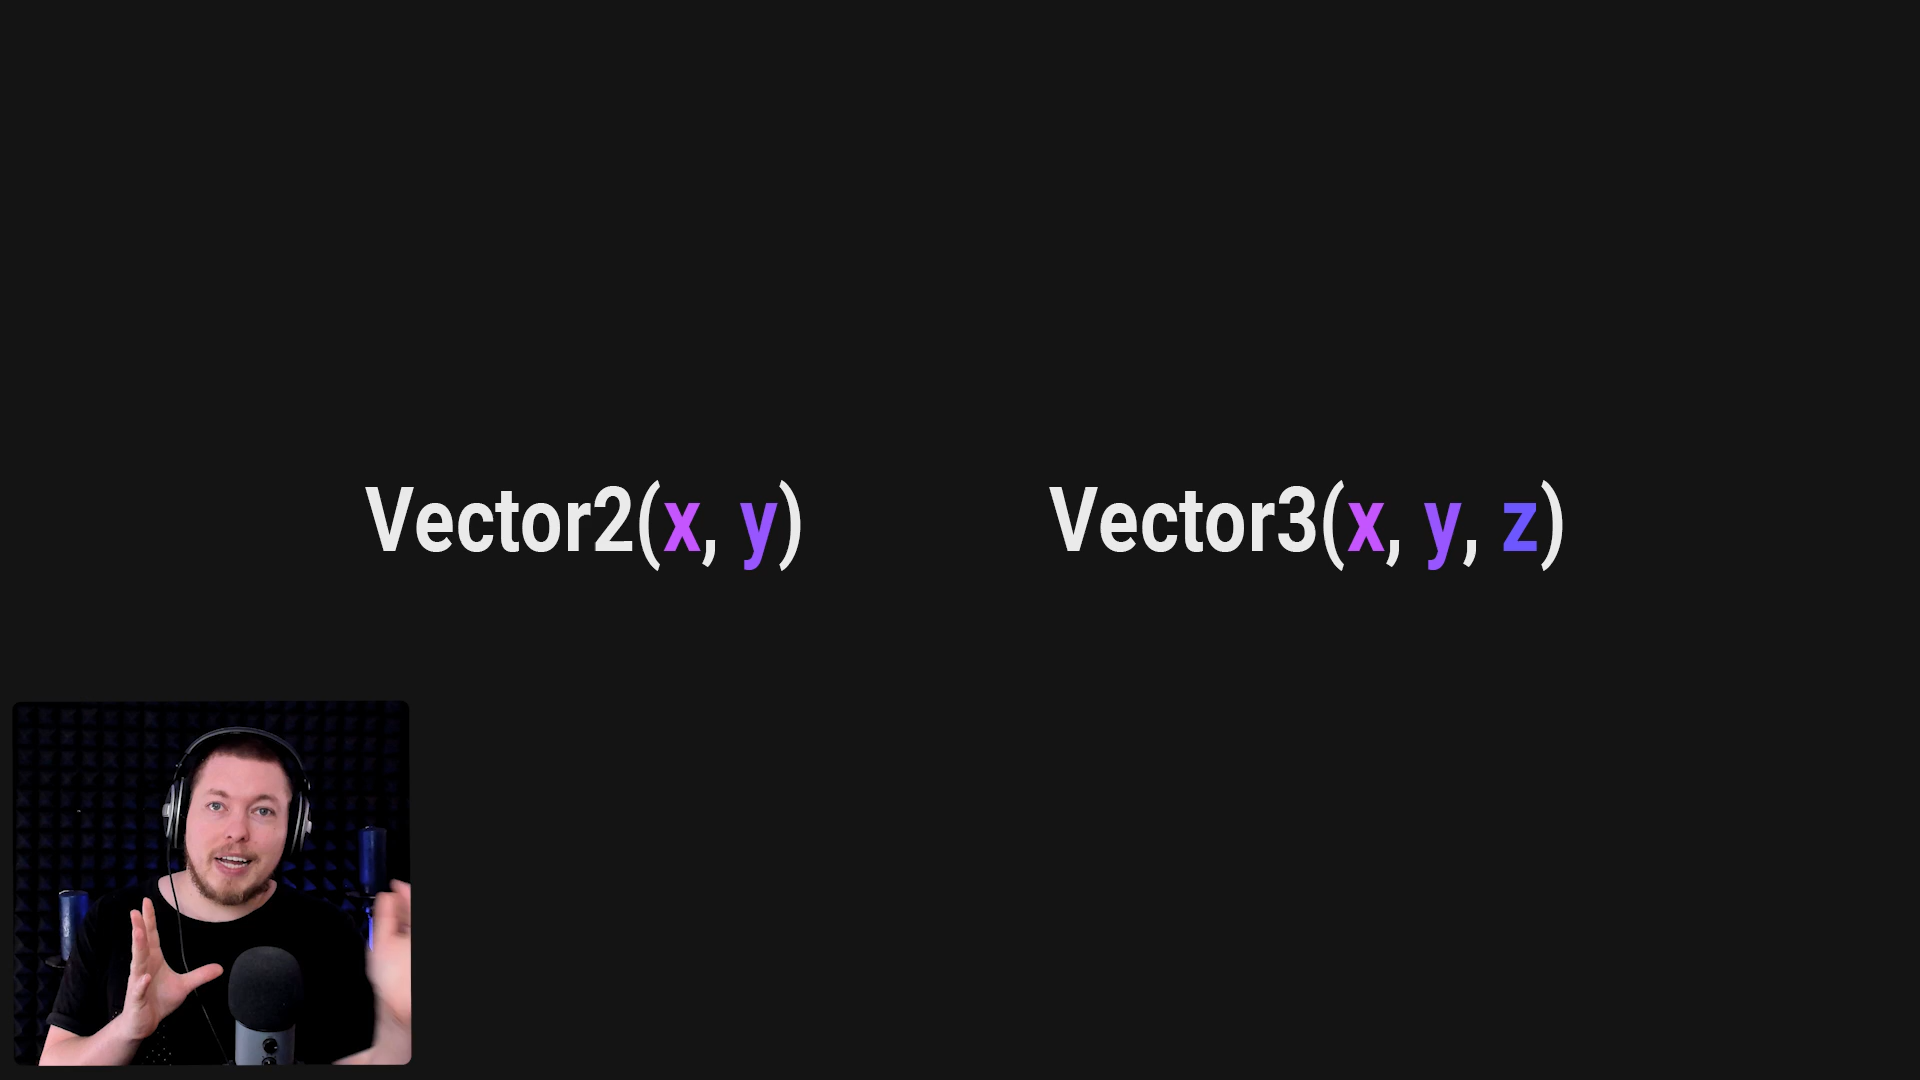 Vector2(x, y)
Vector3(x, y, z)